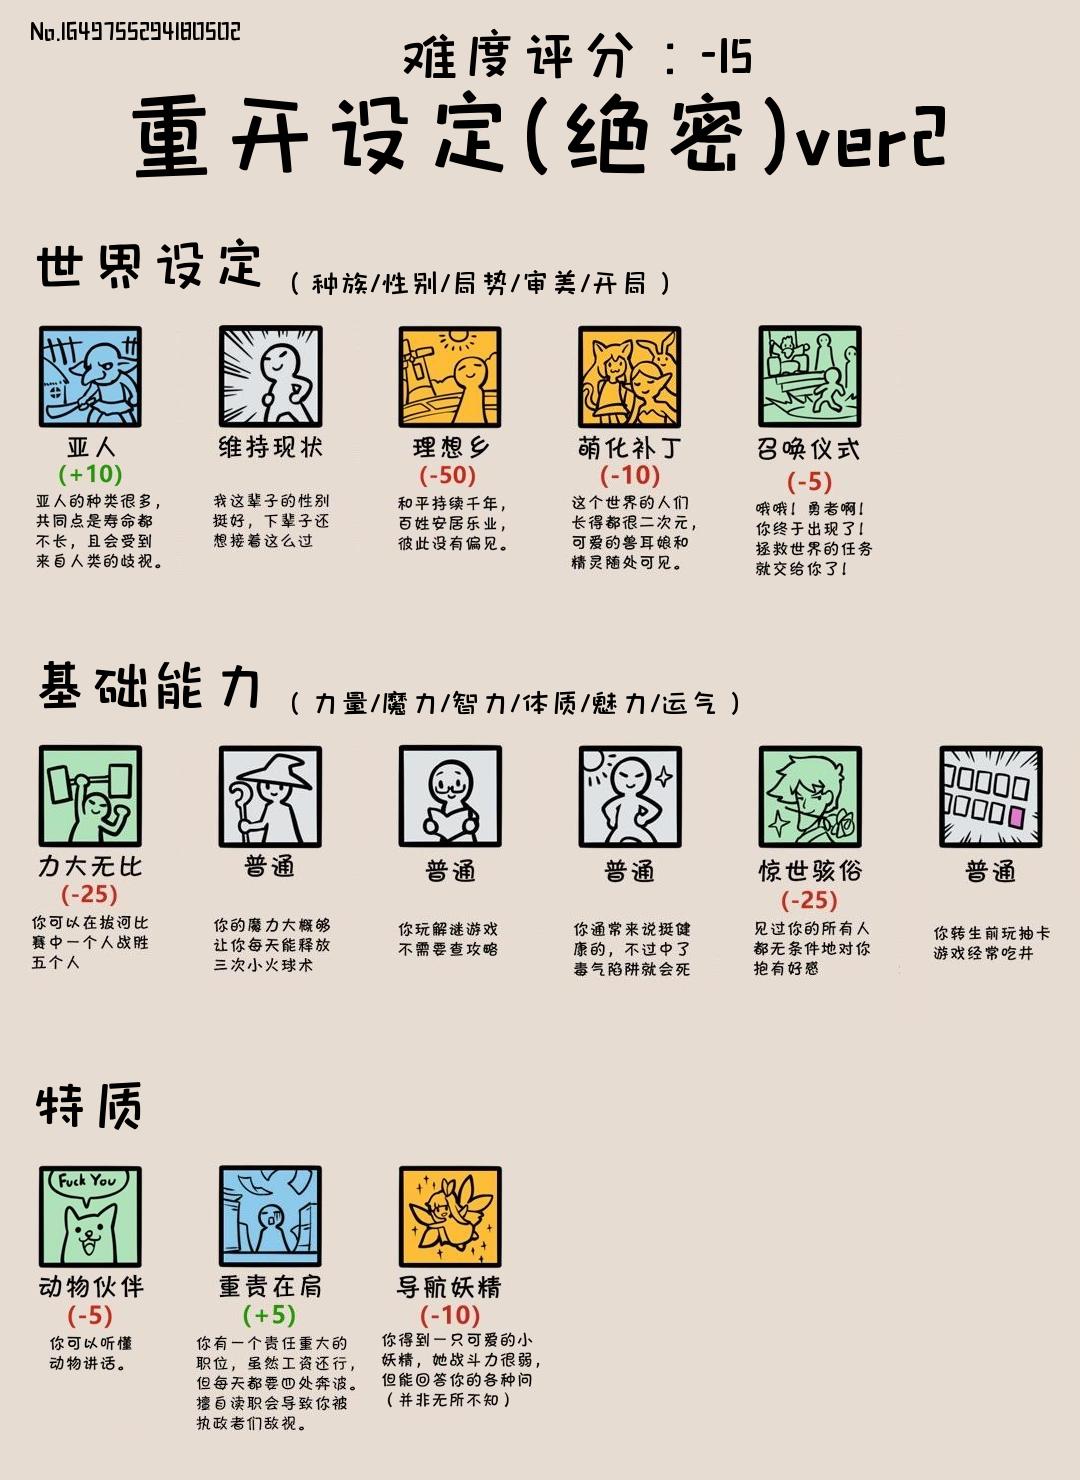 No.1649755294180502
难度评分：-15
重开设定(绝密)ver2
世界设定（种族/性别/局势/审美/开局）
亚人
(+10)
亚人的种类很多，
共同点是寿命都
不长，且会受到
来自人类的歧视。
维持现状
我这辈子的性别
挺好，下辈子还
想接着这么过
理想乡
(-50)
和平持续千年，
百姓安居乐业，
彼此没有偏见。
萌化补丁
(-10)
这个世界的人们
长得都很二次元，
可爱的兽耳娘和
精灵随处可见。
召唤仪式
(-5)
哦哦！勇者啊！
你终于出现了！
拯救世界的任务
就交给你了！
基础能力（力量/魔力/智力/体质/魅力/运气）
力大无比
(-25)
你可以在拔河比
赛中一个人战胜
五个人
普通
你的魔力大概够
让你每天能释放
三次小火球术
普通
你玩解谜游戏
不需要查攻略
普通
你通常来说挺健
康的，不过中了
毒气陷阱就会死
惊世骇俗
(-25)
见过你的所有人
都无条件地对你
抱有好感
普通
你转生前玩抽卡
游戏经常吃井
特质
Fuck You
动物伙伴
(-5)
你可以听懂
动物讲话。
重责在肩
(+5)
你有一个责任重大的
职位，虽然工资还行，
但每天都要四处奔波。
擅自读职会导致你被
执政者们敌视。
导航妖精
(-10)
你得到一只可爱的小
妖精，她战斗力很弱，
但能回答你的各种问
（并非无所不知）